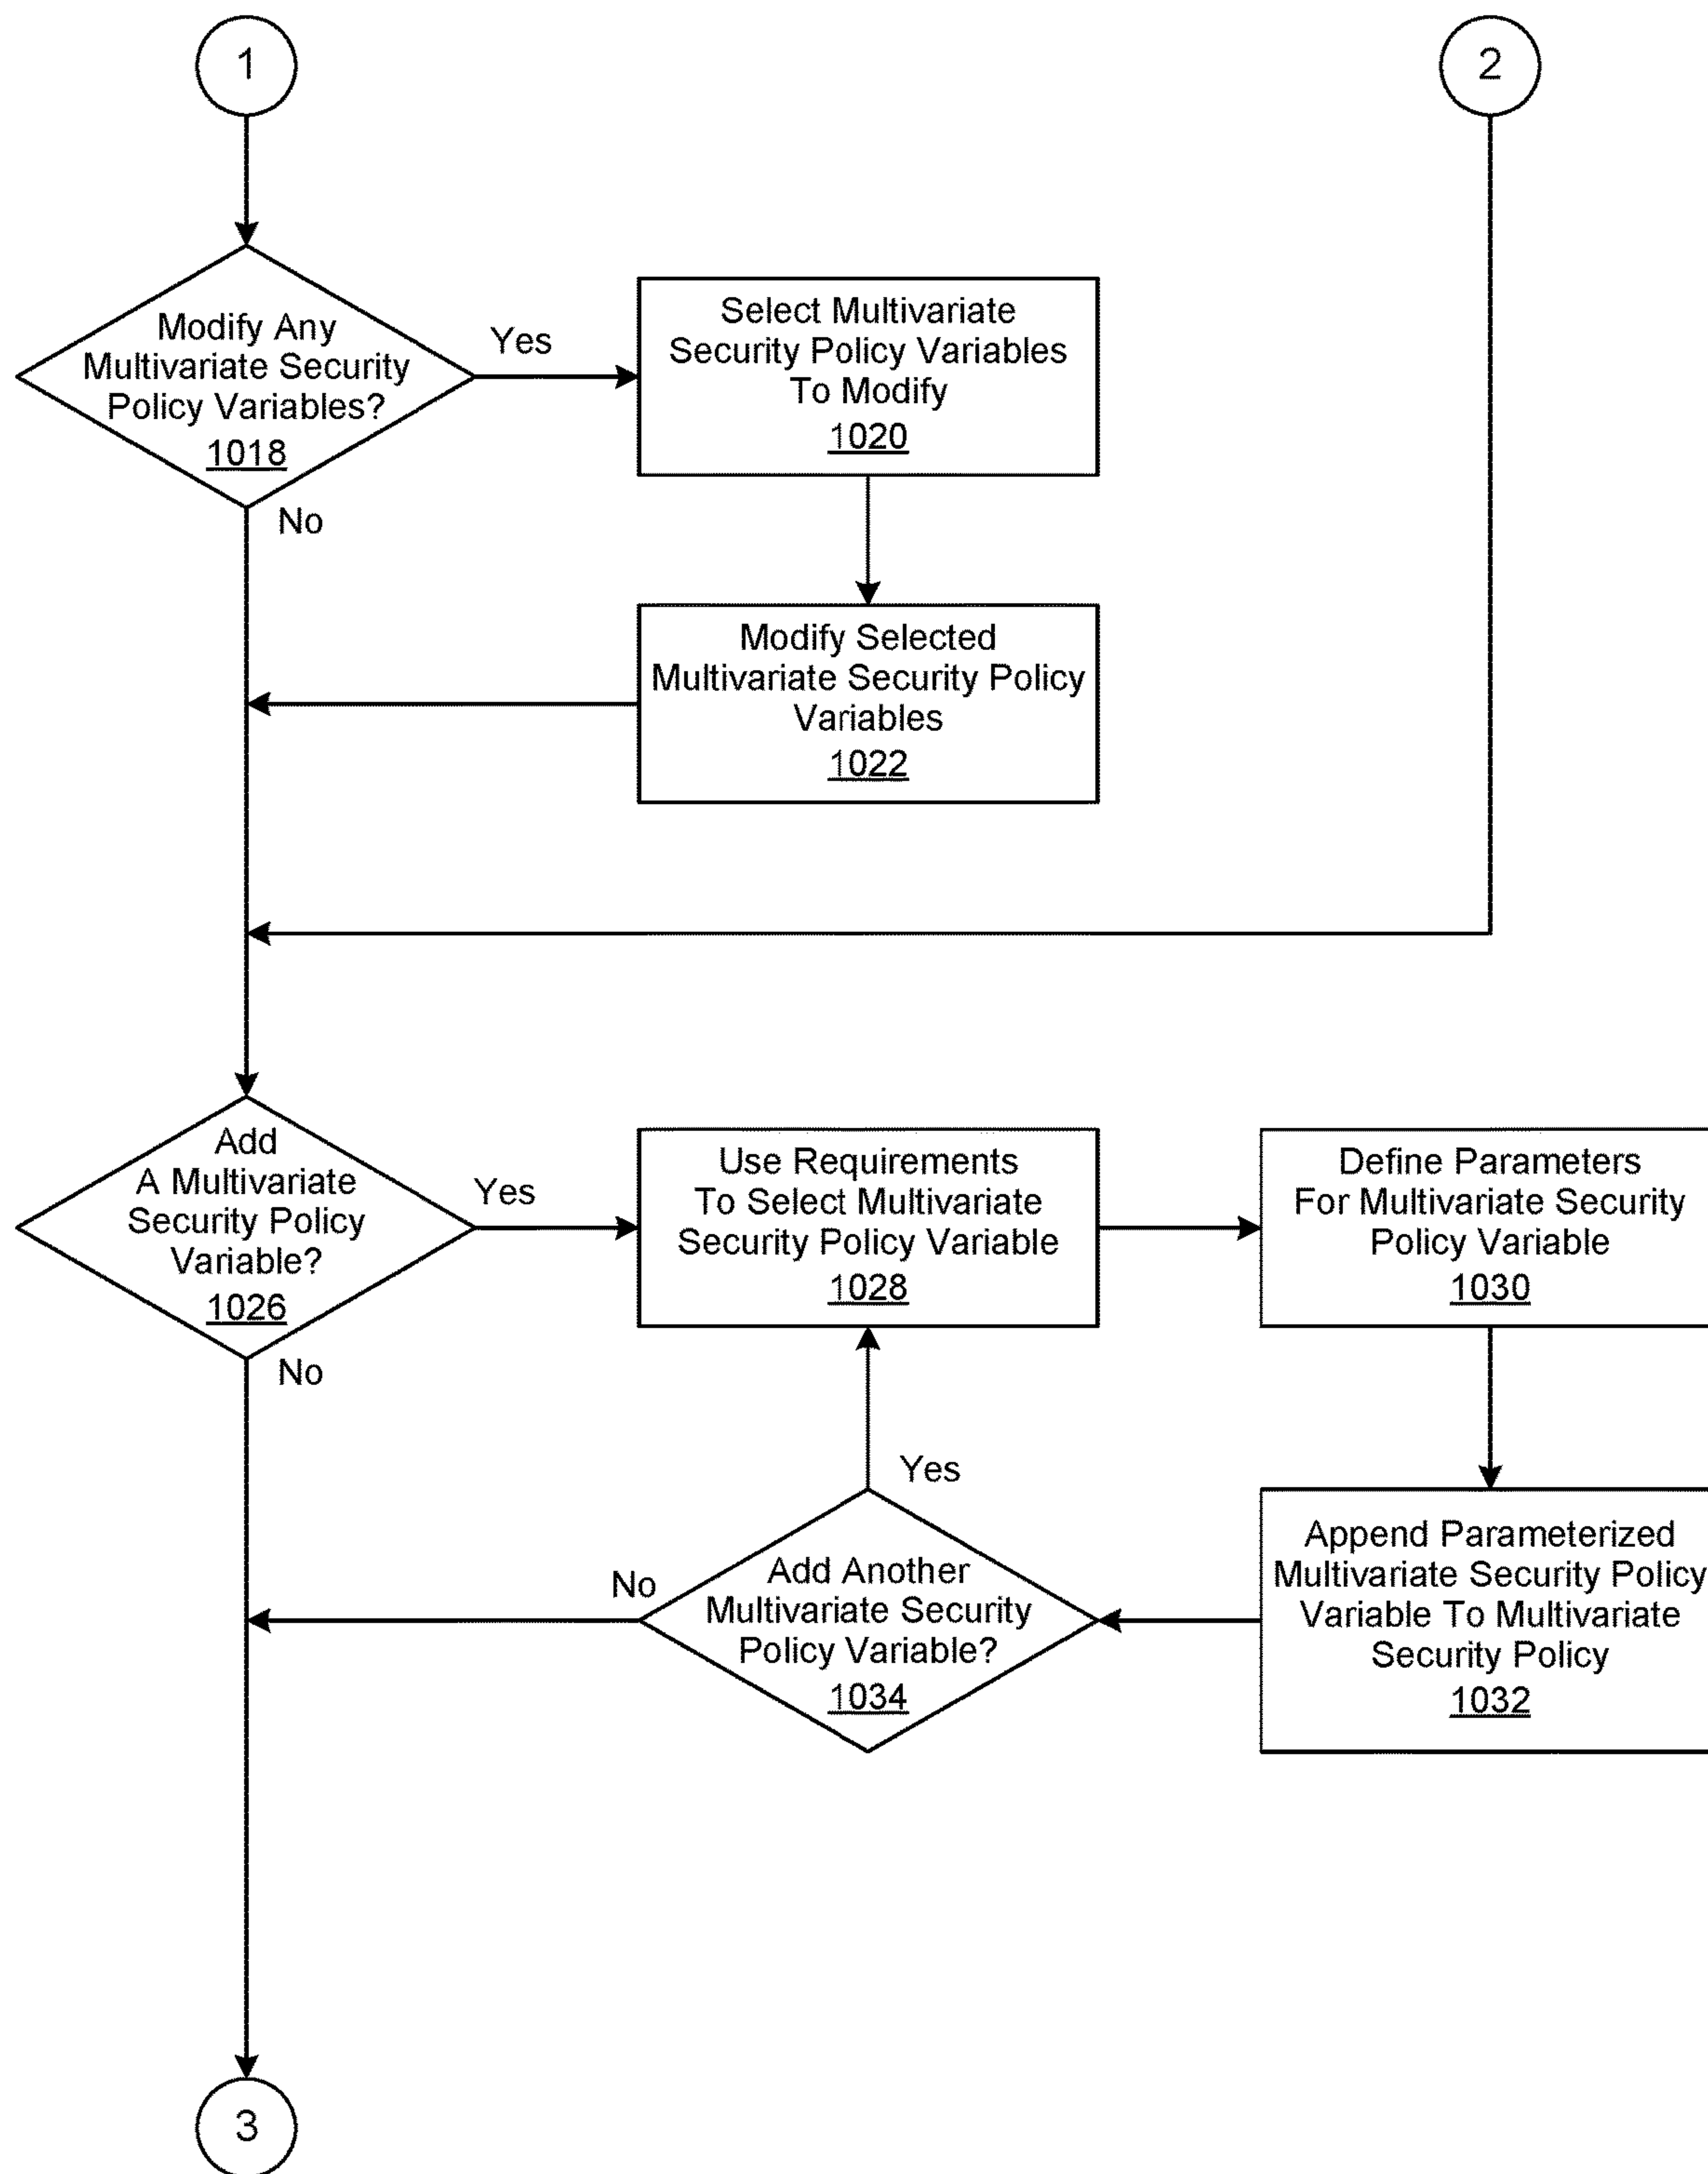 1
2
Modify Any
Multivariate Security
Policy Variables?
1018
Yes
No
Select Multivariate
Security Policy Variables
To Modify
1020
Modify Selected
Multivariate Security Policy
Variables
1022
Add
A Multivariate
Security Policy
Variable?
1026
Yes
No
Use Requirements
To Select Multivariate
Security Policy Variable
1028
Define Parameters
For Multivariate Security
Policy Variable
1030
Append Parameterized
Multivariate Security Policy
Variable To Multivariate
Security Policy
1032
Yes
No
Add Another
Multivariate Security
Policy Variable?
1034
3